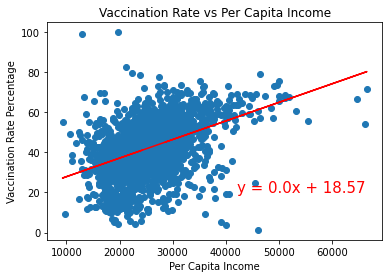 Vaccination Rate vs Per Capita Income
100
80
60
40
20
0
Vaccination Rate Percentage
y = 0.0x + 18.57
10000 20000 30000 40000 50000 60000
Per Capita Income